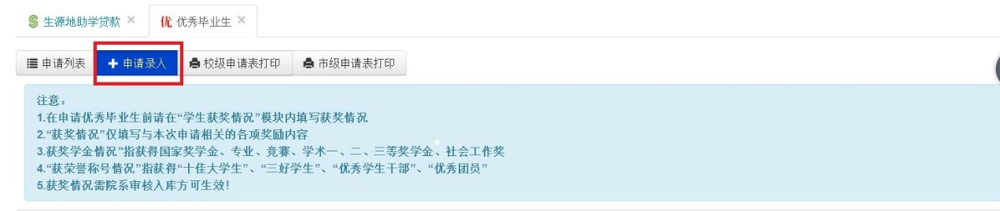 生源地助学贷款 × 优 优秀毕业生 ×
申请列表 申请录入 校级申请表打印 市级申请表打印
注意：
1.在申请优秀毕业生前请在“学生获奖情况”模块内填写获奖情况
2.“获奖情况”仅填写与本次申请相关的各项奖励内容
3.获奖学金情况”指获得国家奖学金、专业、竞赛、学术一、二、三等奖学金、社会工作奖
4.“获荣誉称号情况”指获得“十佳大学生”、“三好学生”、“优秀学生干部”、“优秀团员”
5.获奖情况需院系审核入库方可生效！